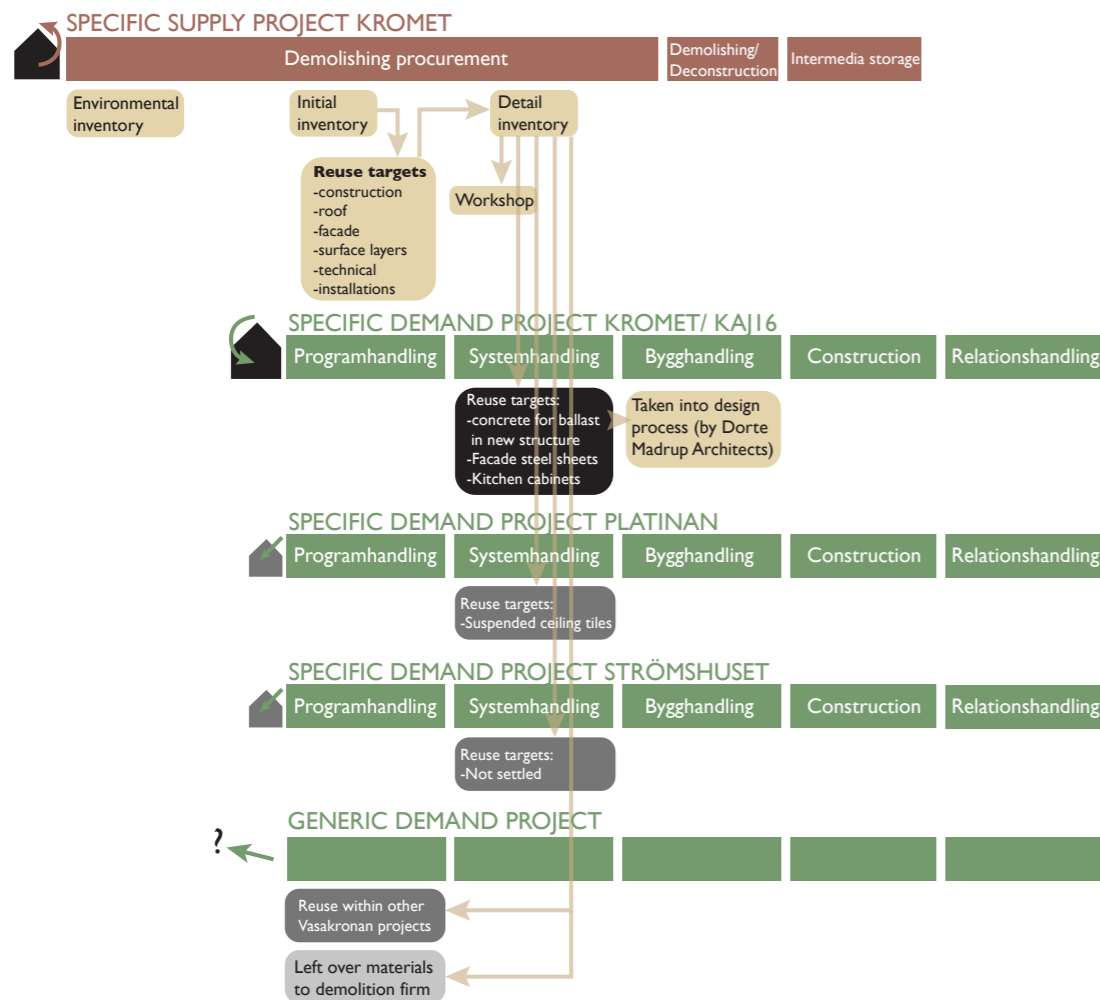 SPECIFIC SUPPLY PROJECT KROMET
Demolishing procurement
Demolishing/
Deconstruction
Intermedia storage
Environmental
inventory
Initial
inventory
Detail
inventory
Reuse targets
-construction
-roof
-facade
-surface layers
-technical
-installations
Workshop
SPECIFIC DEMAND PROJECT KROMET/ KAJ16
Programhandling
Systemhandling
Bygghandling
Construction
Relationshandling
Reuse targets:
-concrete for ballast
in new structure
-Facade steel sheets
-Kitchen cabinets
Taken into design
process (by Dorte
Madrup Architects)
SPECIFIC DEMAND PROJECT PLATINAN
Programhandling
Systemhandling
Bygghandling
Construction
Relationshandling
Reuse targets:
-Suspended ceiling tiles
SPECIFIC DEMAND PROJECT STRÖMSHUSET
Programhandling
Systemhandling
Bygghandling
Construction
Relationshandling
Reuse targets:
-Not settled
GENERIC DEMAND PROJECT
?
Reuse within other
Vasakronan projects
Left over materials
to demolition firm